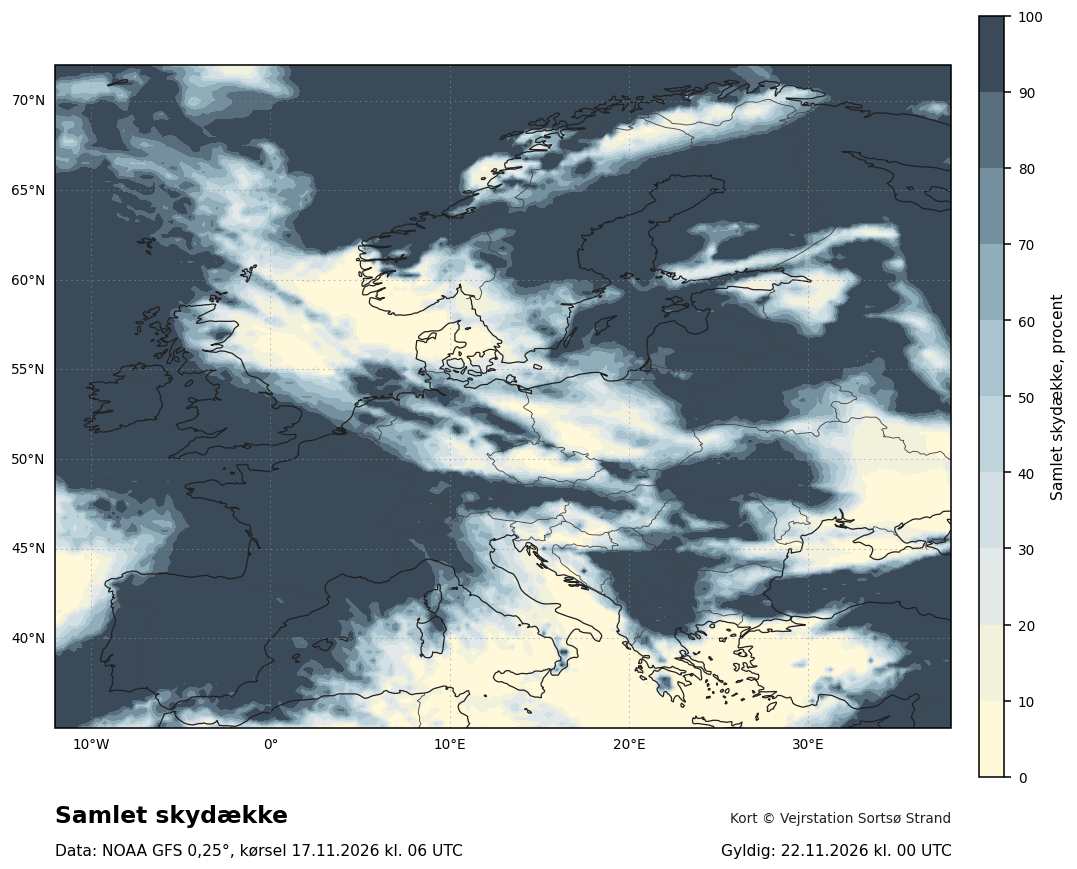 100
90
80
70
60
50
40
30
20
10
0
Samlet skydække, procent
70°N
65°N
60°N
55°N
50°N
45°N
40°N
10°W
0°
10°E
20°E
30°E
Samlet skydække
Kort © Vejrstation Sortsø Strand
Data: NOAA GFS 0,25°, kørsel 17.11.2026 kl. 06 UTC
Gyldig: 22.11.2026 kl. 00 UTC